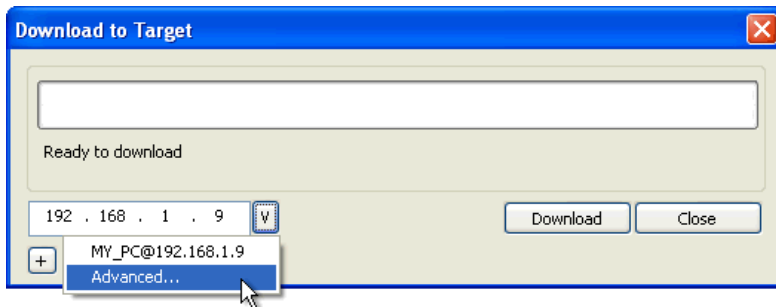 Download to Target
Ready to download
192 . 168 . 1 . 9 V Download Close
+ MY_PC@192.168.1.9
Advanced...